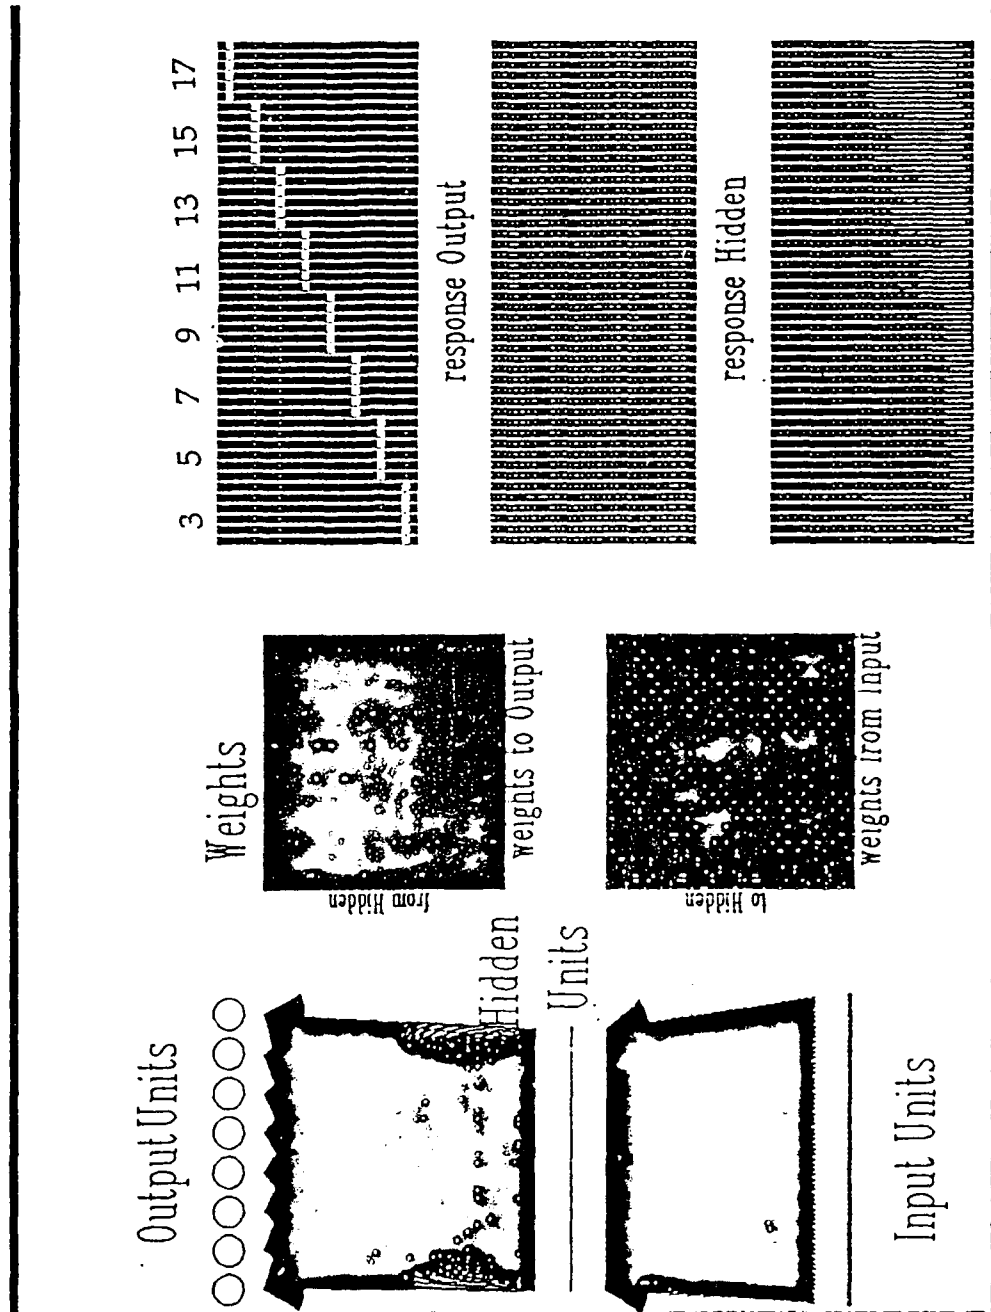 Output Units
Hidden
Units
Input Units
Weights
from Hidden
Weights to Output
to Hidden
Weights from Input
3 5 7 9 11 13 15 17
response Output
response Hidden